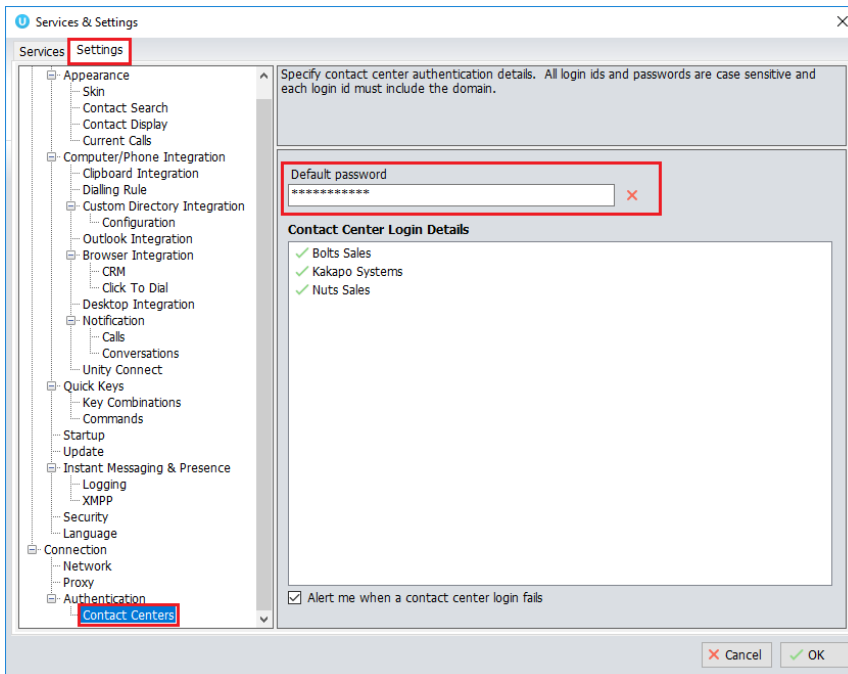 Services & Settings
Services
Settings
Appearance
Skin
Contact Search
Contact Display
Current Calls
Computer/Phone Integration
Clipboard Integration
Dialling Rule
Custom Directory Integration
Configuration
Outlook Integration
Browser Integration
CRM
Click To Dial
Desktop Integration
Notification
Calls
Conversations
Unity Connect
Quick Keys
Key Combinations
Commands
Startup
Update
Instant Messaging & Presence
Logging
XMPP
Security
Language
Connection
Network
Proxy
Authentication
Contact Centers
Specify contact center authentication details. All login ids and passwords are case sensitive and
each login id must include the domain.
Default password
***********
Contact Center Login Details
Bolts Sales
Kakapo Systems
Nuts Sales
Alert me when a contact center login fails
Cancel
OK